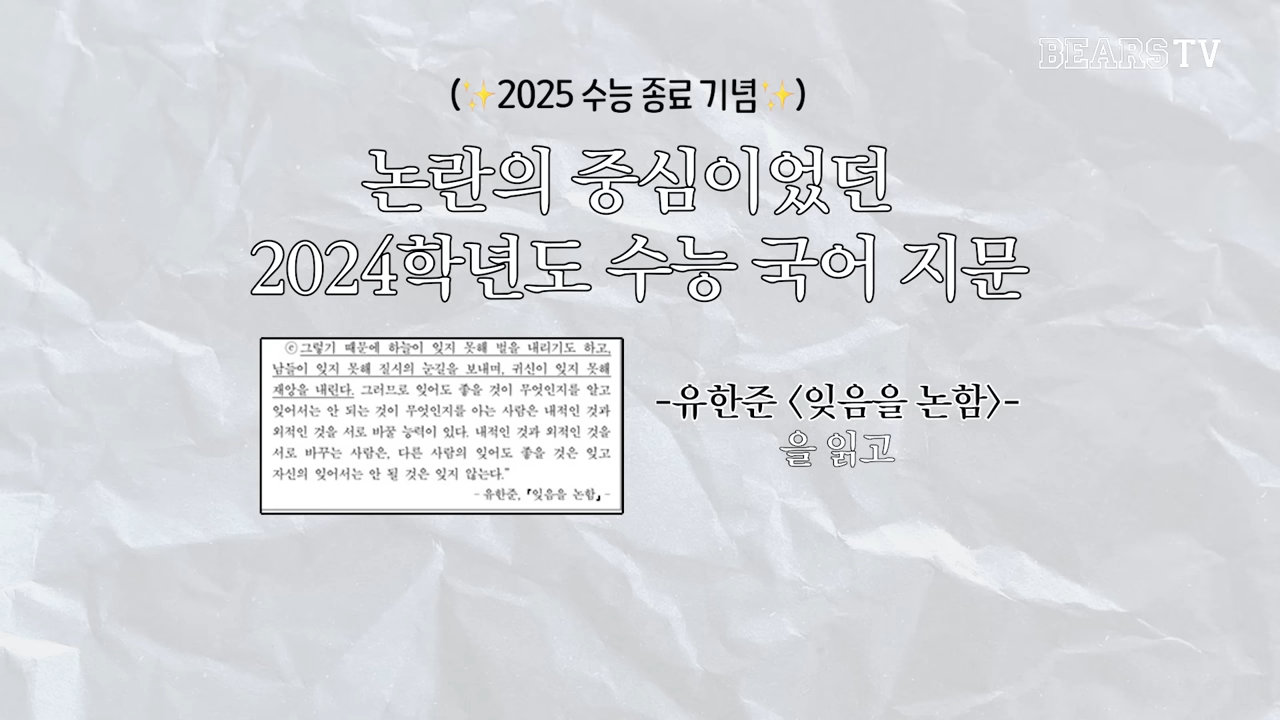 BEARS TV
(✨2025 수능 종료 기념✨)
논란의 중심이었던
2024학년도 수능 국어 지문
ⓔ그렇기 때문에 하늘이 잊지 못해 벌을 내리기도 하고,
남들이 잊지 못해 질시의 눈길을 보내며, 귀신이 잊지 못해
재앙을 내린다. 그러므로 잊어도 좋을 것이 무엇인지를 알고
잊어서는 안 되는 것이 무엇인지를 아는 사람은 내적인 것과
외적인 것을 서로 바꿀 능력이 있다. 내적인 것과 외적인 것을
서로 바꾸는 사람은, 다른 사람의 잊어도 좋을 것은 잊고
자신의 잊어서는 안 될 것은 잊지 않는다.”
- 유한준, 「잊음을 논함」 -
-유한준 〈잊음을 논함〉-
을 읽고